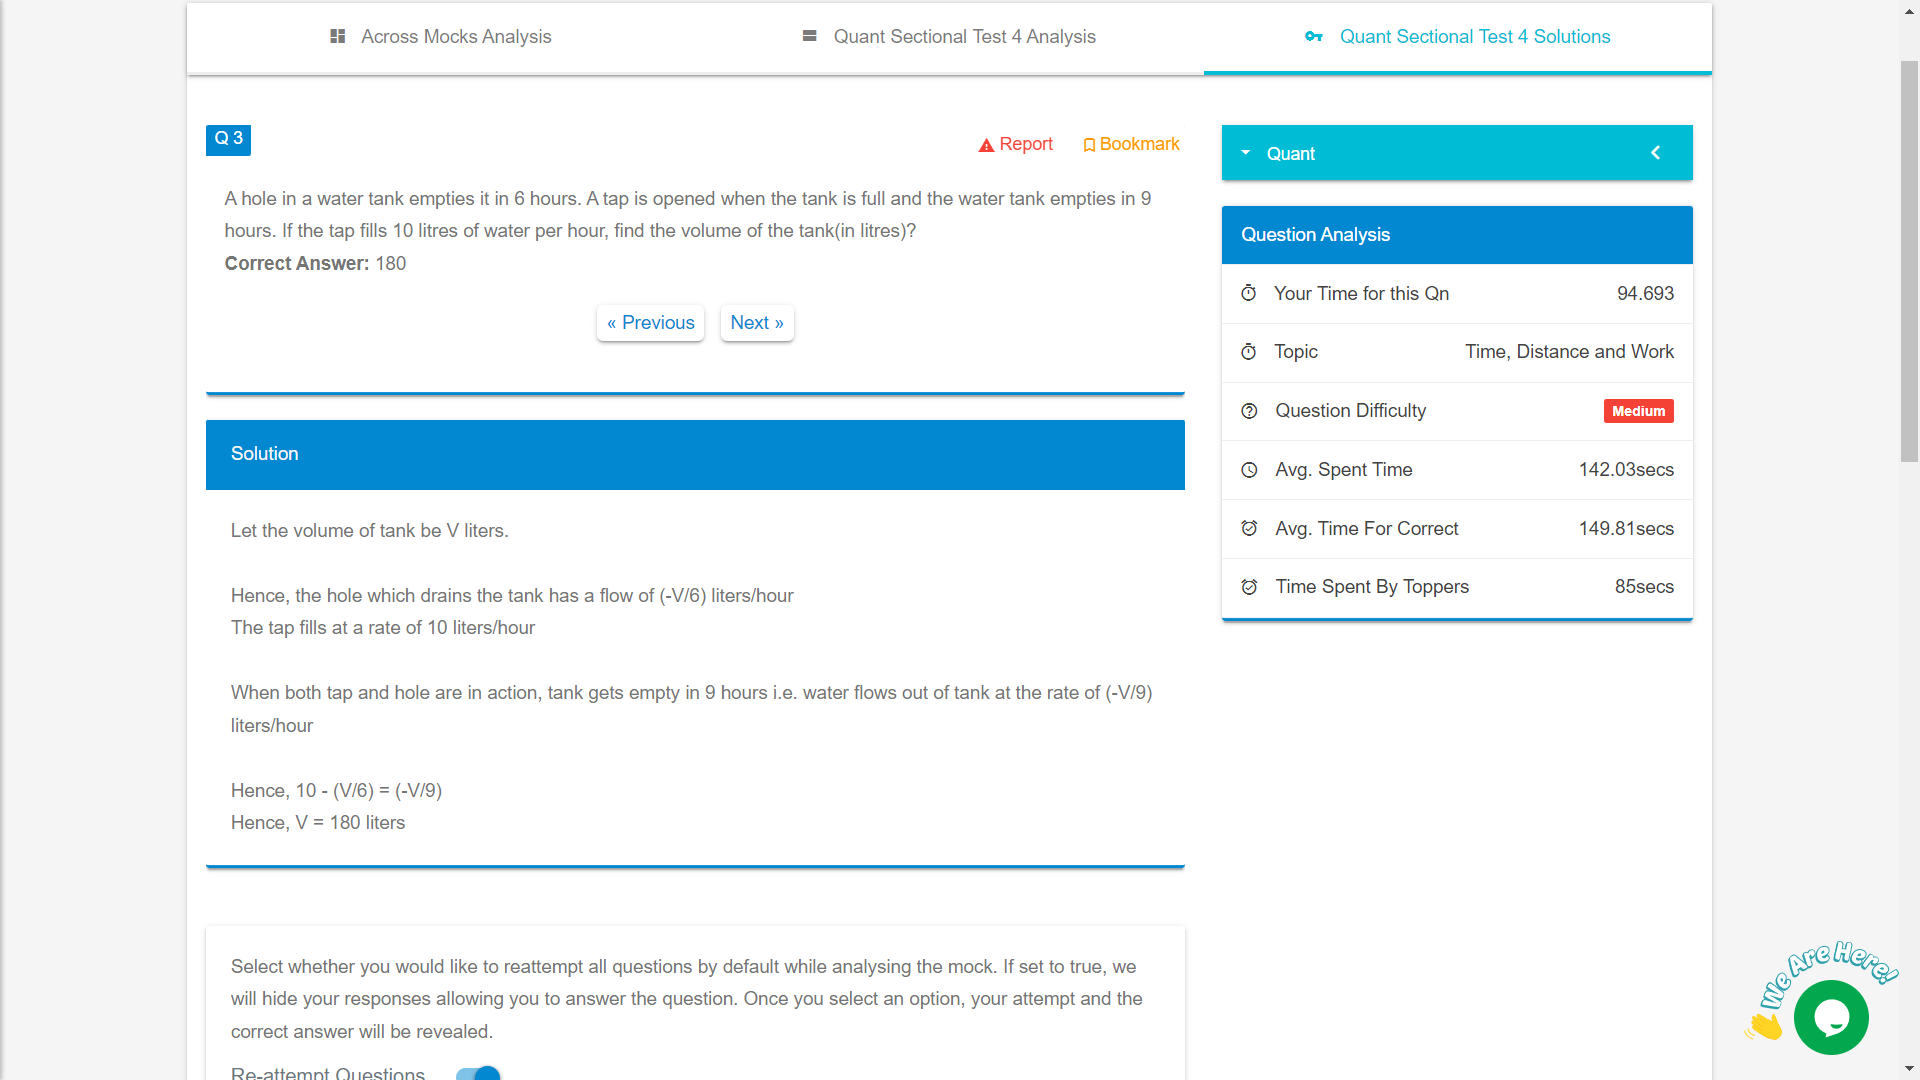 Across Mocks Analysis
Quant Sectional Test 4 Analysis
Quant Sectional Test 4 Solutions
Q 3
Report
Bookmark
A hole in a water tank empties it in 6 hours. A tap is opened when the tank is full and the water tank empties in 9
hours. If the tap fills 10 litres of water per hour, find the volume of the tank(in litres)?
Correct Answer: 180
« Previous
Next »
Solution
Let the volume of tank be V liters.
Hence, the hole which drains the tank has a flow of (-V/6) liters/hour
The tap fills at a rate of 10 liters/hour
When both tap and hole are in action, tank gets empty in 9 hours i.e. water flows out of tank at the rate of (-V/9)
liters/hour
Hence, 10 - (V/6) = (-V/9)
Hence, V = 180 liters
Select whether you would like to reattempt all questions by default while analysing the mock. If set to true, we
will hide your responses allowing you to answer the question. Once you select an option, your attempt and the
correct answer will be revealed.
Re-attempt Questions
Quant
Question Analysis
Your Time for this Qn 94.693
Topic Time, Distance and Work
Question Difficulty Medium
Avg. Spent Time 142.03secs
Avg. Time For Correct 149.81secs
Time Spent By Toppers 85secs
We Are Here!